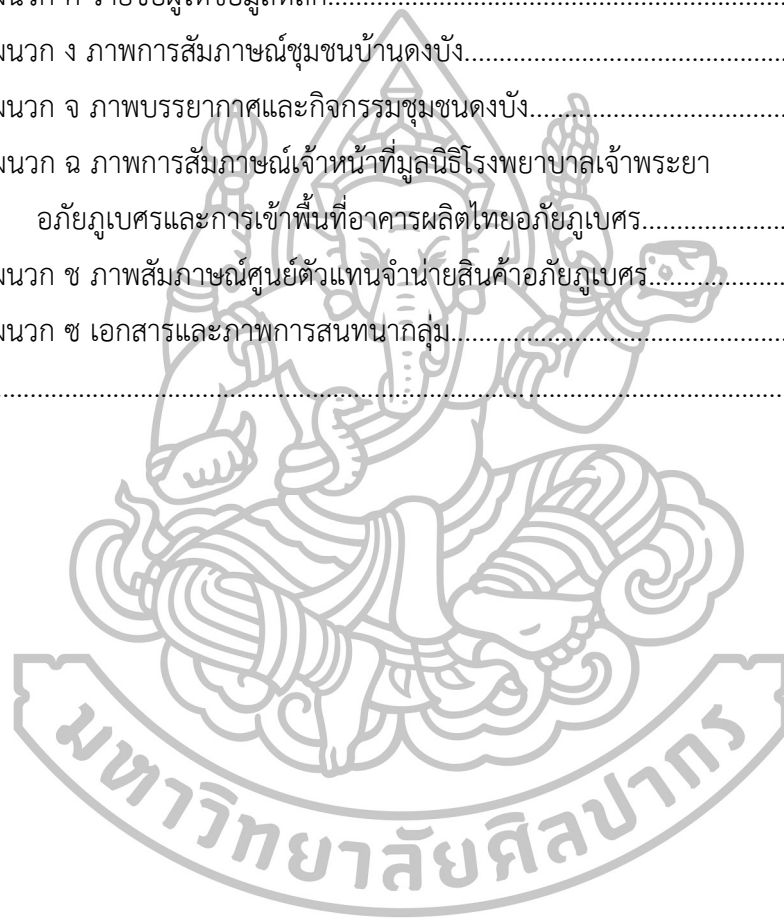 นวก ง ภาพการสัมภาษณ์ชุมชนบ้านดงบัง........................................
นวก จ ภาพบรรยากาศและกิจกรรมชุมชนดงบัง................................
นวก ฉ ภาพการสัมภาษณ์เจ้าหน้าที่มูลนิธิโรงพยาบาลเจ้าพระยา
อภัยภูเบศรและการเข้าพื้นที่อาคารผลิตไทยอภัยภูเบศร..................
นวก ช ภาพสัมภาษณ์ศูนย์ตัวแทนจำน่ายสินค้าอภัยภูเบศร.................
นวก ซ เอกสารและภาพการสนทนากลุ่ม..........................................
มหาวิทยาลัยศิลปากร